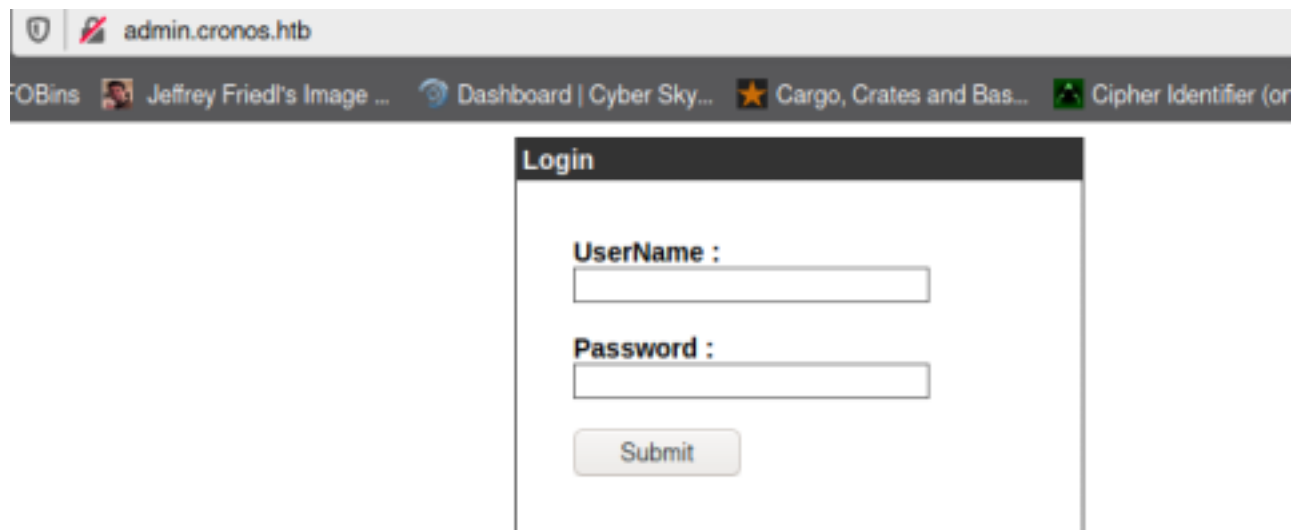 admin.cronos.htb
FOBins Jeffrey Friedl's Image ... Dashboard | Cyber Sky... Cargo, Crates and Bas... Cipher Identifier (or
Login
UserName :
Password :
Submit